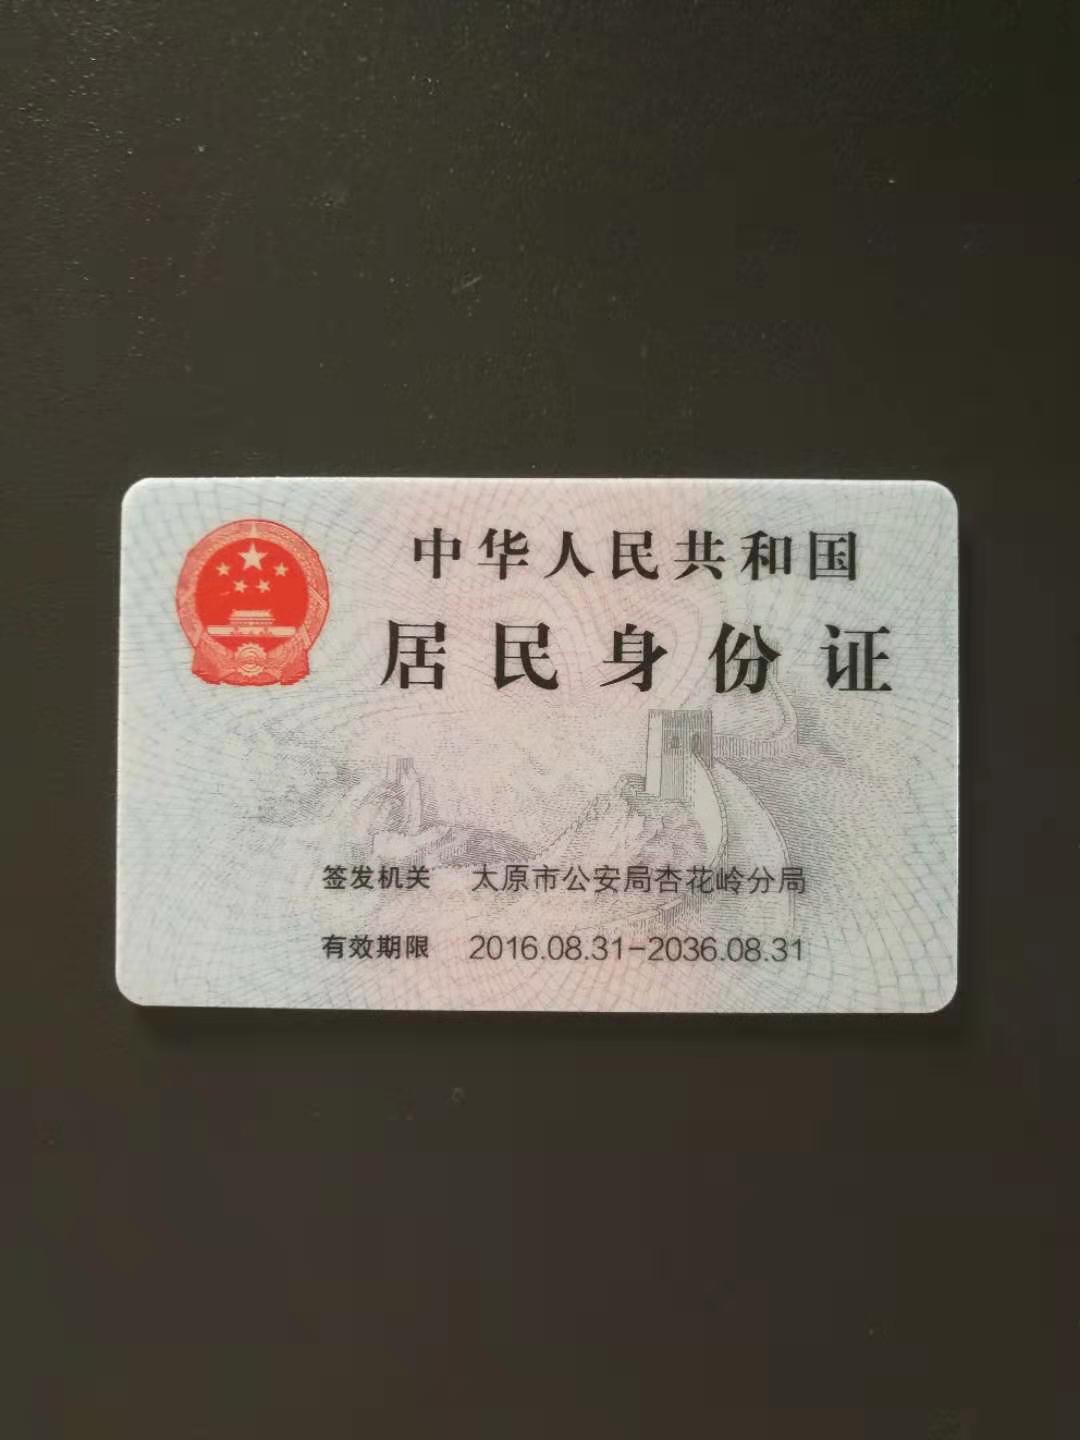 中华人民共和国
居民身份证
签发机关 太原市公安局杏花岭分局
有效期限 2016.08.31-2036.08.31